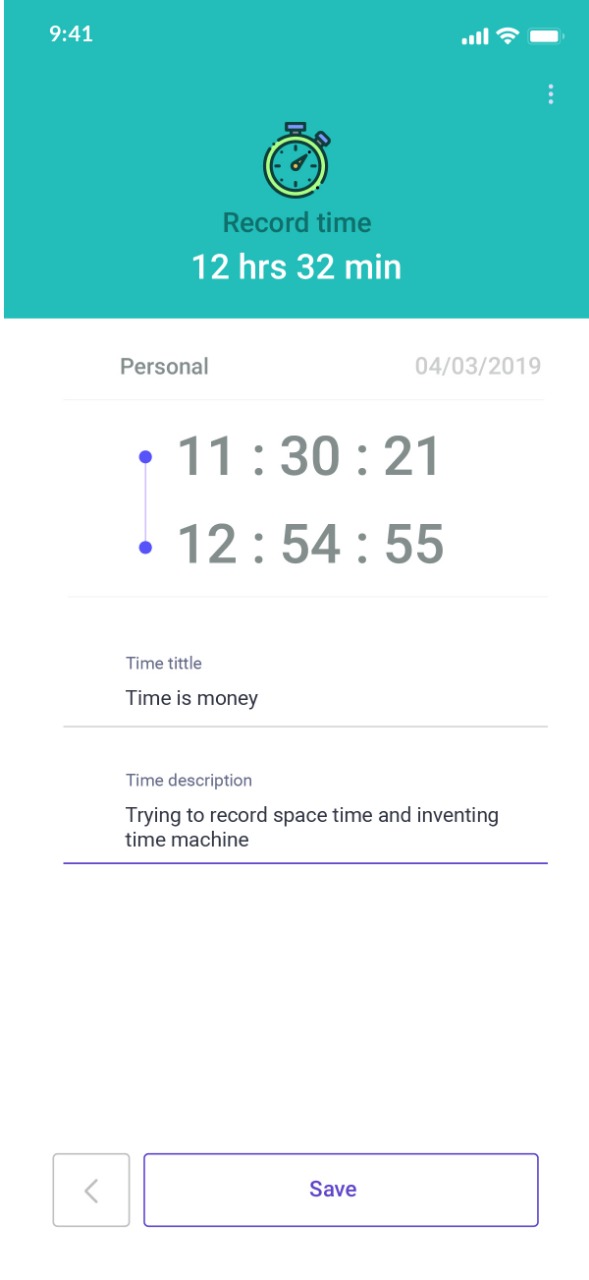 9:41
Record time
12 hrs 32 min
Personal 04/03/2019
11 : 30 : 21
12 : 54 : 55
Time tittle
Time is money
Time description
Trying to record space time and inventing
time machine
Save